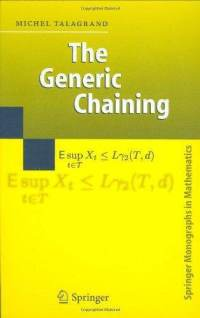 MICHEL TALAGRAND
The Generic
Chaining
E sup X_t ≤ Lγ₂(T, d)
t∈T
E sup X_t ≤ Lγ₂(T, d)
t∈T
Springer Monographs in Mathematics
Springer